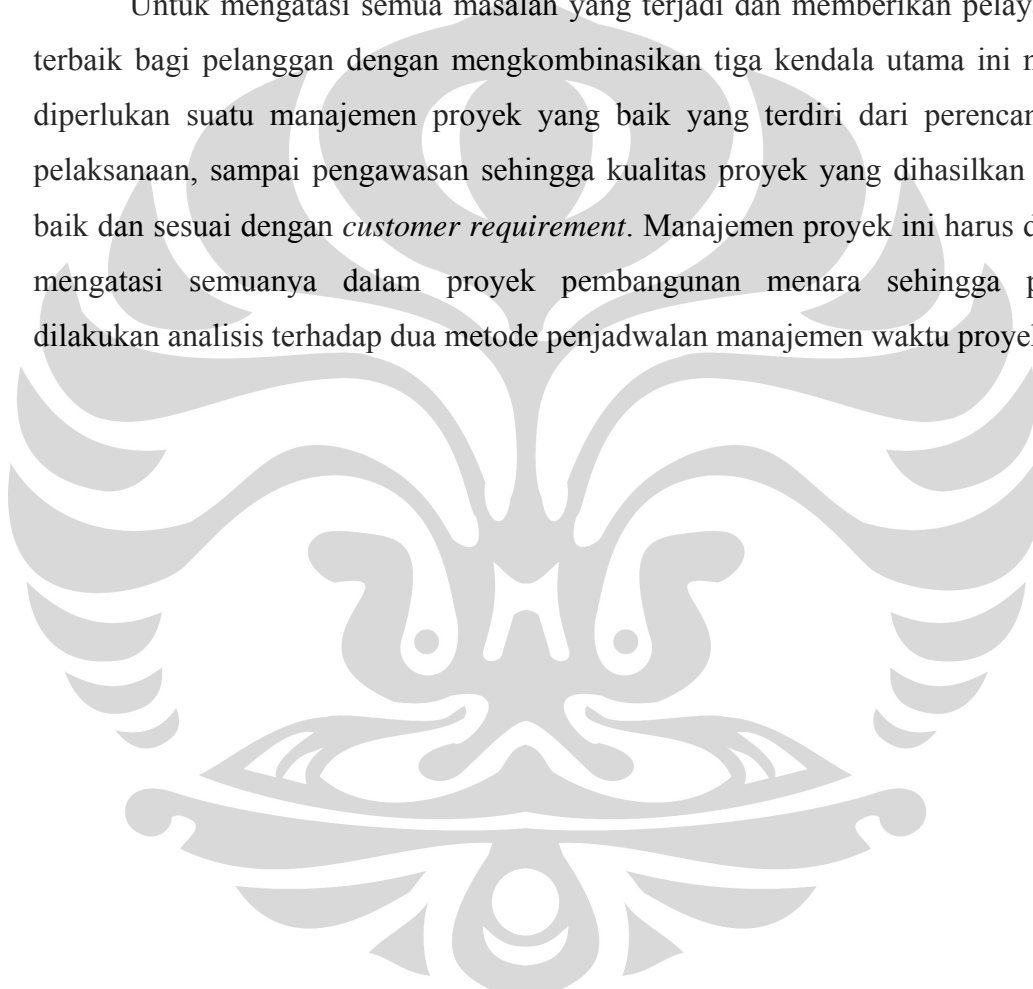 Untuk mengatasi semua masalah yang terjadi dan memberikan pelay
terbaik bagi pelanggan dengan mengkombinasikan tiga kendala utama ini m
diperlukan suatu manajemen proyek yang baik yang terdiri dari perencan
pelaksanaan, sampai pengawasan sehingga kualitas proyek yang dihasilkan
baik dan sesuai dengan customer requirement. Manajemen proyek ini harus d
mengatasi semuanya dalam proyek pembangunan menara sehingga p
dilakukan analisis terhadap dua metode penjadwalan manajemen waktu proye